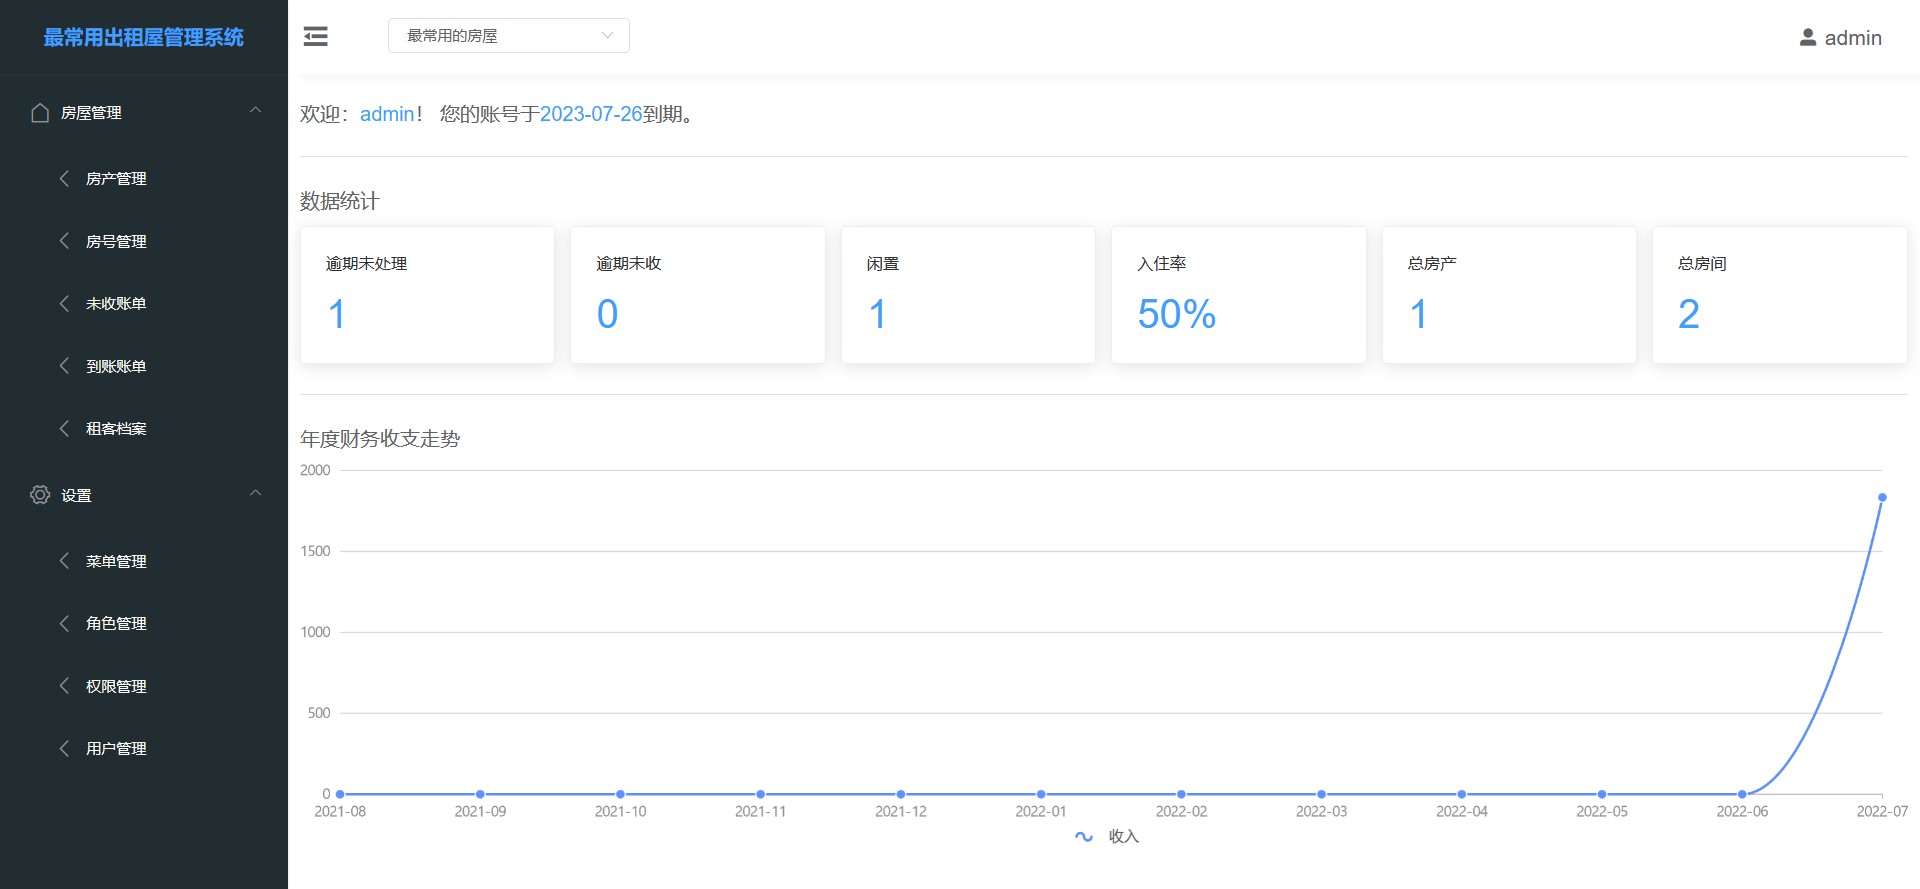 最常用出租屋管理系统
房屋管理
房产管理
房号管理
未收账单
到账账单
租客档案
设置
菜单管理
角色管理
权限管理
用户管理
最常用的房屋
admin
欢迎：admin！ 您的账号于2023-07-26到期。
数据统计
逾期未处理
1
逾期未收
0
闲置
1
入住率
50%
总房产
1
总房间
2
年度财务收支走势
2000
1500
1000
500
0
2021-08 2021-09 2021-10 2021-11 2021-12 2022-01 2022-02 2022-03 2022-04 2022-05 2022-06 2022-07
收入